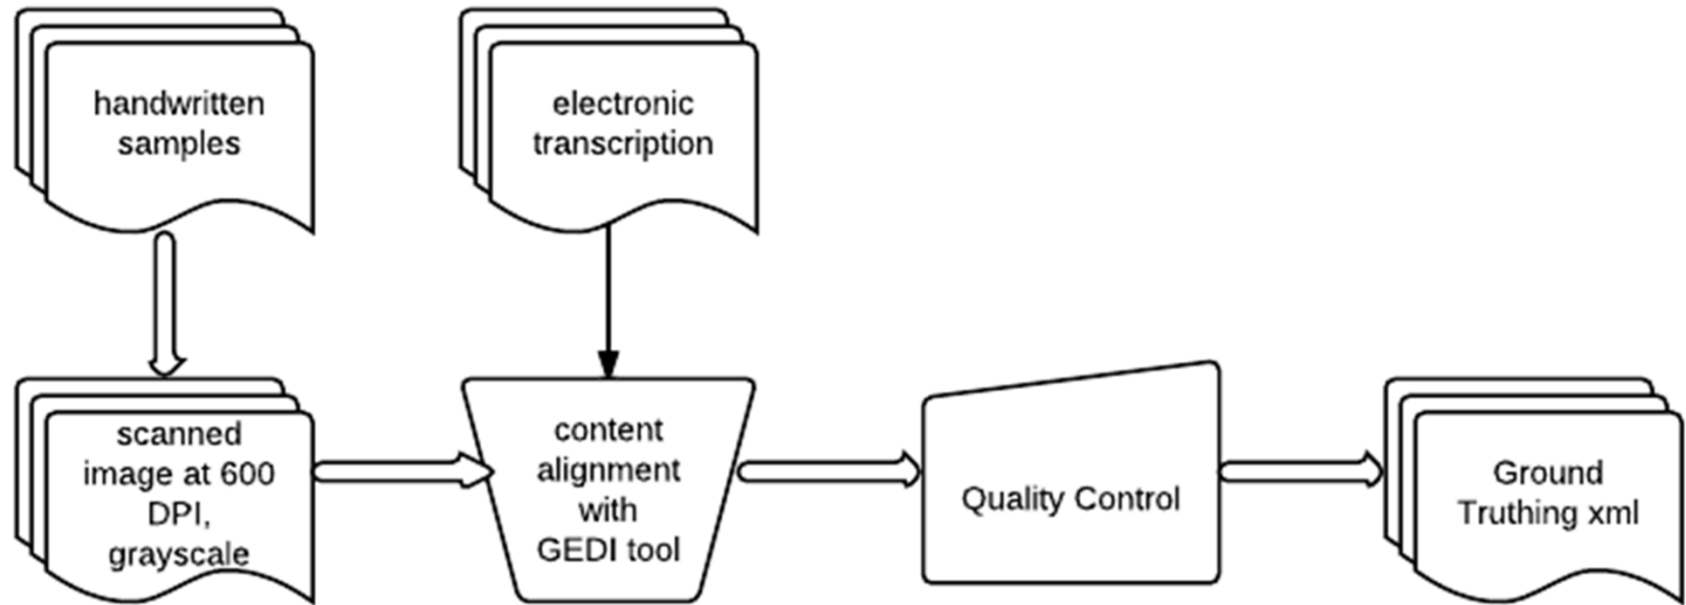 handwritten
samples
electronic
transcription
scanned
image at 600
DPI,
grayscale
content
alignment
with
GEDI tool
Quality Control
Ground
Truthing xml